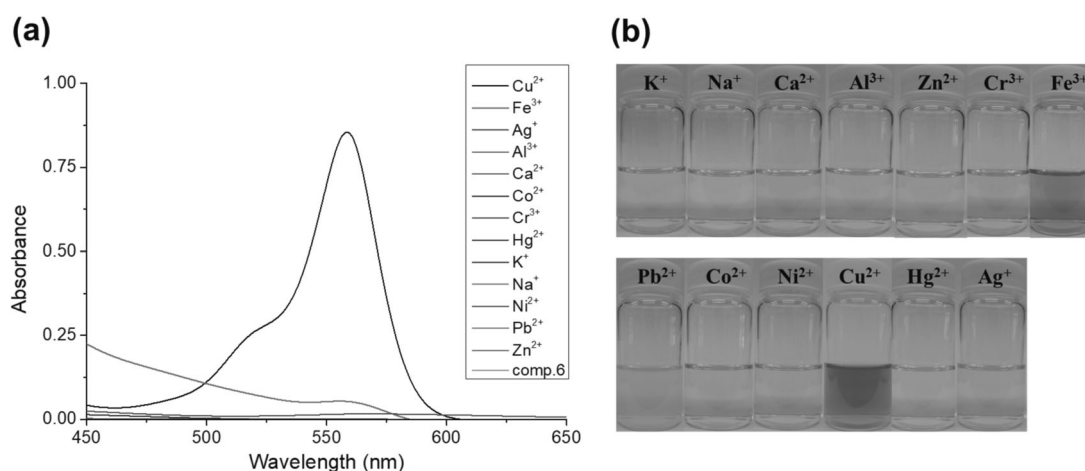 (a)
1.00
0.75
0.50
0.25
0.00
Absorbance
450
500
550
600
650
Wavelength (nm)
Cu²⁺
Fe³⁺
Ag⁺
Al³⁺
Ca²⁺
Co²⁺
Cr³⁺
Hg²⁺
K⁺
Na⁺
Ni²⁺
Pb²⁺
Zn²⁺
comp.6
(b)
K⁺ Na⁺ Ca²⁺ Al³⁺ Zn²⁺ Cr³⁺ Fe³⁺
Pb²⁺ Co²⁺ Ni²⁺ Cu²⁺ Hg²⁺ Ag⁺